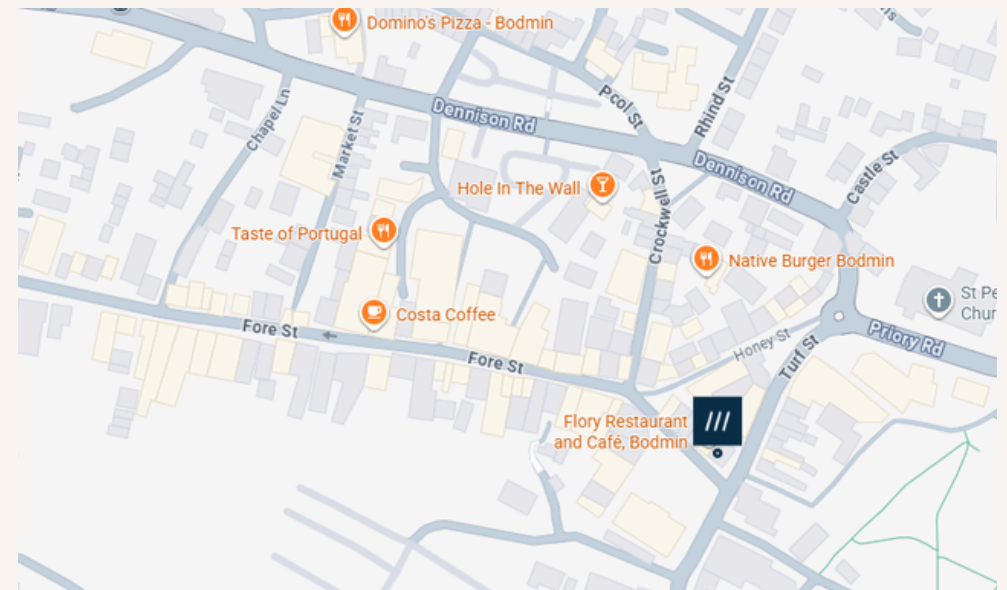 Domino's Pizza - Bodmin
Chapel Ln
Market St
Dennison Rd
Pool St
Rhind St
Dennison Rd
Castle St
Hole In The Wall
Crockwell St
Taste of Portugal
Native Burger Bodmin
Costa Coffee
St Pe
Chur
Fore St
Fore St
Honey St
Turf St
Priory Rd
Flory Restaurant
and Café, Bodmin